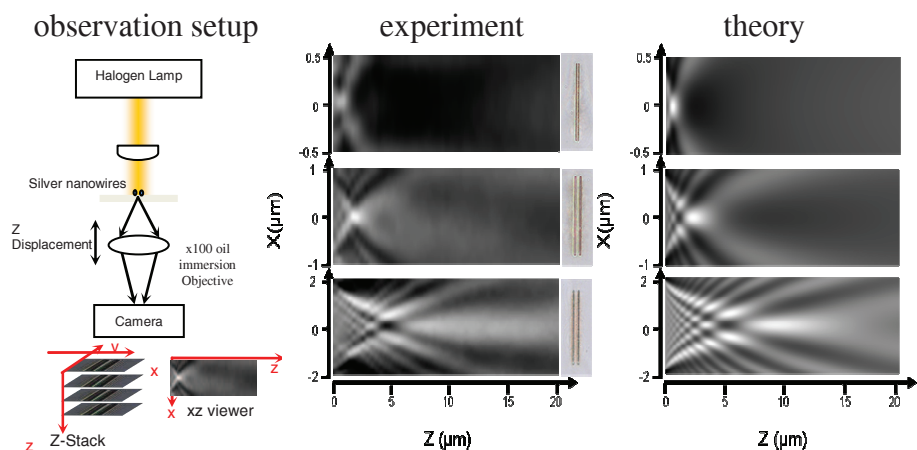 observation setup
Halogen Lamp
Silver nanowires
Z
Displacement
x100 oil
immersion
Objective
Camera
y
x
z
Z-Stack
x
z
xz viewer
experiment
0.5
0
-0.5
1
0
-1
2
0
-2
X(µm)
0
5
10
15
20
Z (µm)
theory
0.5
0
-0.5
1
0
-1
2
0
-2
X(µm)
0
5
10
15
20
Z (µm)